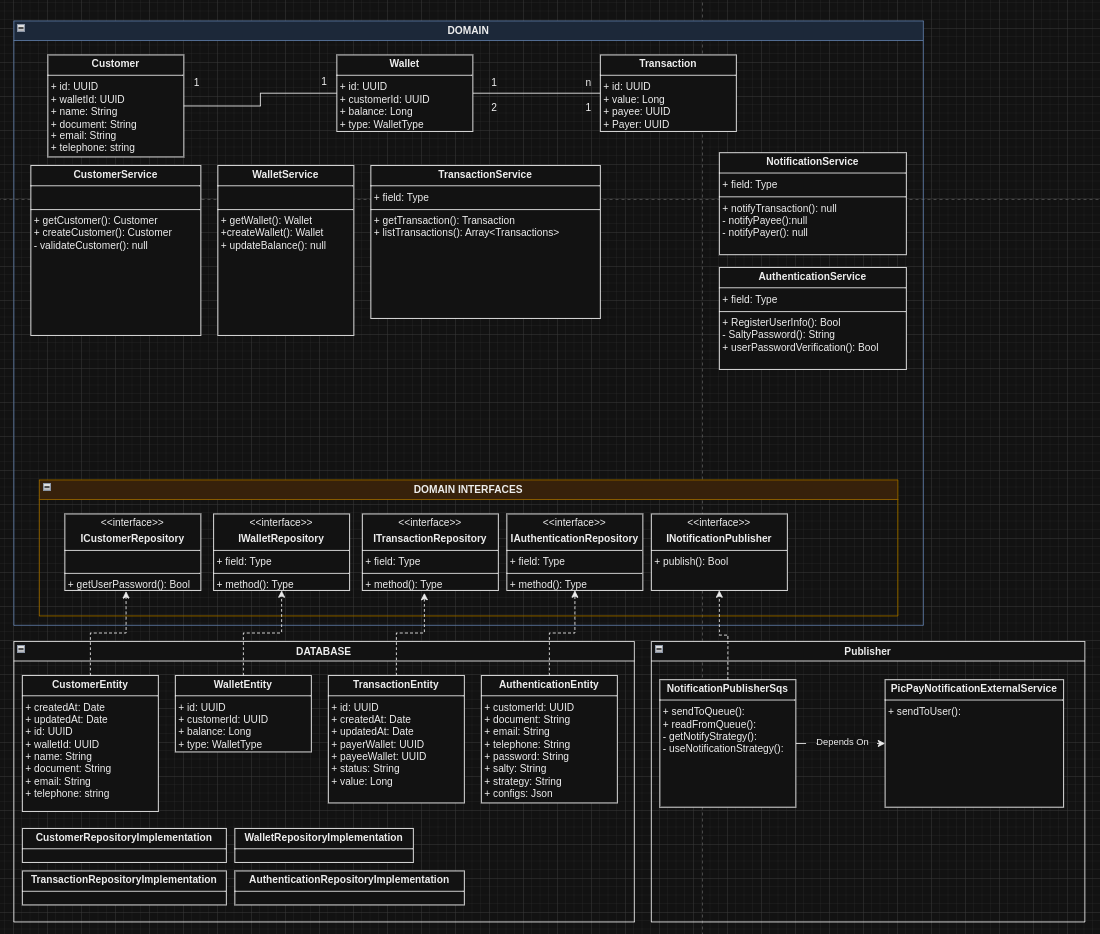 DOMAIN
Customer
+ id: UUID
+ walletId: UUID
+ name: String
+ document: String
+ email: String
+ telephone: string
1
1
Wallet
+ id: UUID
+ customerId: UUID
+ balance: Long
+ type: WalletType
1
n
2
1
Transaction
+ id: UUID
+ value: Long
+ payee: UUID
+ Payer: UUID
CustomerService
+ getCustomer(): Customer
+ createCustomer(): Customer
- validateCustomer(): null
WalletService
+ getWallet(): Wallet
+createWallet(): Wallet
+ updateBalance(): null
TransactionService
+ field: Type
+ getTransaction(): Transaction
+ listTransactions(): Array<Transactions>
NotificationService
+ field: Type
+ notifyTransaction(): null
- notifyPayee():null
- notifyPayer(): null
AuthenticationService
+ field: Type
+ RegisterUserInfo(): Bool
- SaltyPassword(): String
+ userPasswordVerification(): Bool
DOMAIN INTERFACES
<<interface>>
ICustomerRepository
+ getUserPassword(): Bool
<<interface>>
IWalletRepository
+ field: Type
+ method(): Type
<<interface>>
ITransactionRepository
+ field: Type
+ method(): Type
<<interface>>
IAuthenticationRepository
+ field: Type
+ method(): Type
<<interface>>
INotificationPublisher
+ publish(): Bool
DATABASE
CustomerEntity
+ createdAt: Date
+ updatedAt: Date
+ id: UUID
+ walletId: UUID
+ name: String
+ document: String
+ email: String
+ telephone: string
WalletEntity
+ id: UUID
+ customerId: UUID
+ balance: Long
+ type: WalletType
TransactionEntity
+ id: UUID
+ createdAt: Date
+ updatedAt: Date
+ payerWallet: UUID
+ payeeWallet: UUID
+ status: String
+ value: Long
AuthenticationEntity
+ customerId: UUID
+ document: String
+ email: String
+ telephone: String
+ password: String
+ salty: String
+ strategy: String
+ configs: Json
CustomerRepositoryImplementation
WalletRepositoryImplementation
TransactionRepositoryImplementation
AuthenticationRepositoryImplementation
Publisher
NotificationPublisherSqs
+ sendToQueue():
+ readFromQueue():
- getNotifyStrategy():
- useNotificationStrategy():
Depends On
PicPayNotificationExternalService
+ sendToUser():